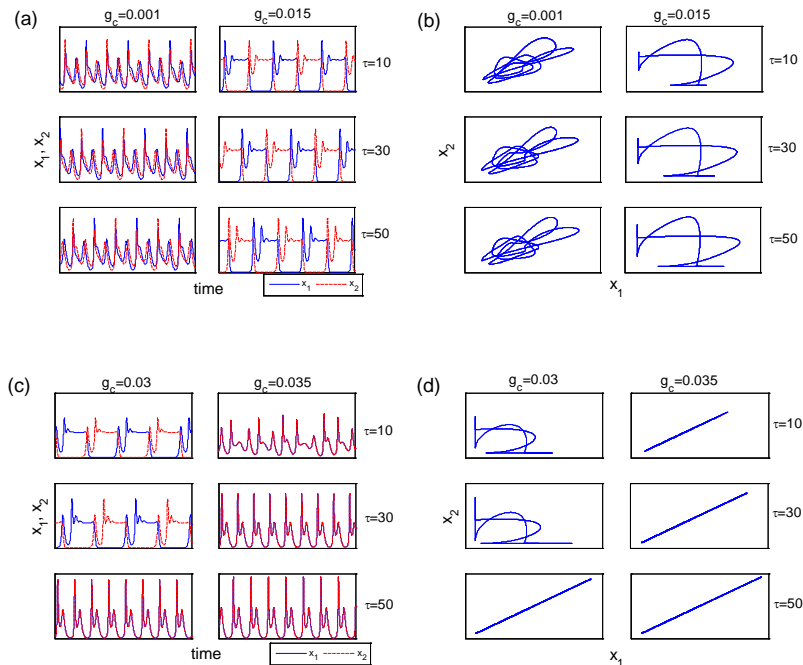 (a)
g_c=0.001
g_c=0.015
τ=10
τ=30
τ=50
x_1, x_2
time
x_1 x_2
(b)
g_c=0.001
g_c=0.015
τ=10
τ=30
τ=50
x_2
x_1
(c)
g_c=0.03
g_c=0.035
τ=10
τ=30
τ=50
x_1, x_2
time
x_1 x_2
(d)
g_c=0.03
g_c=0.035
τ=10
τ=30
τ=50
x_2
x_1